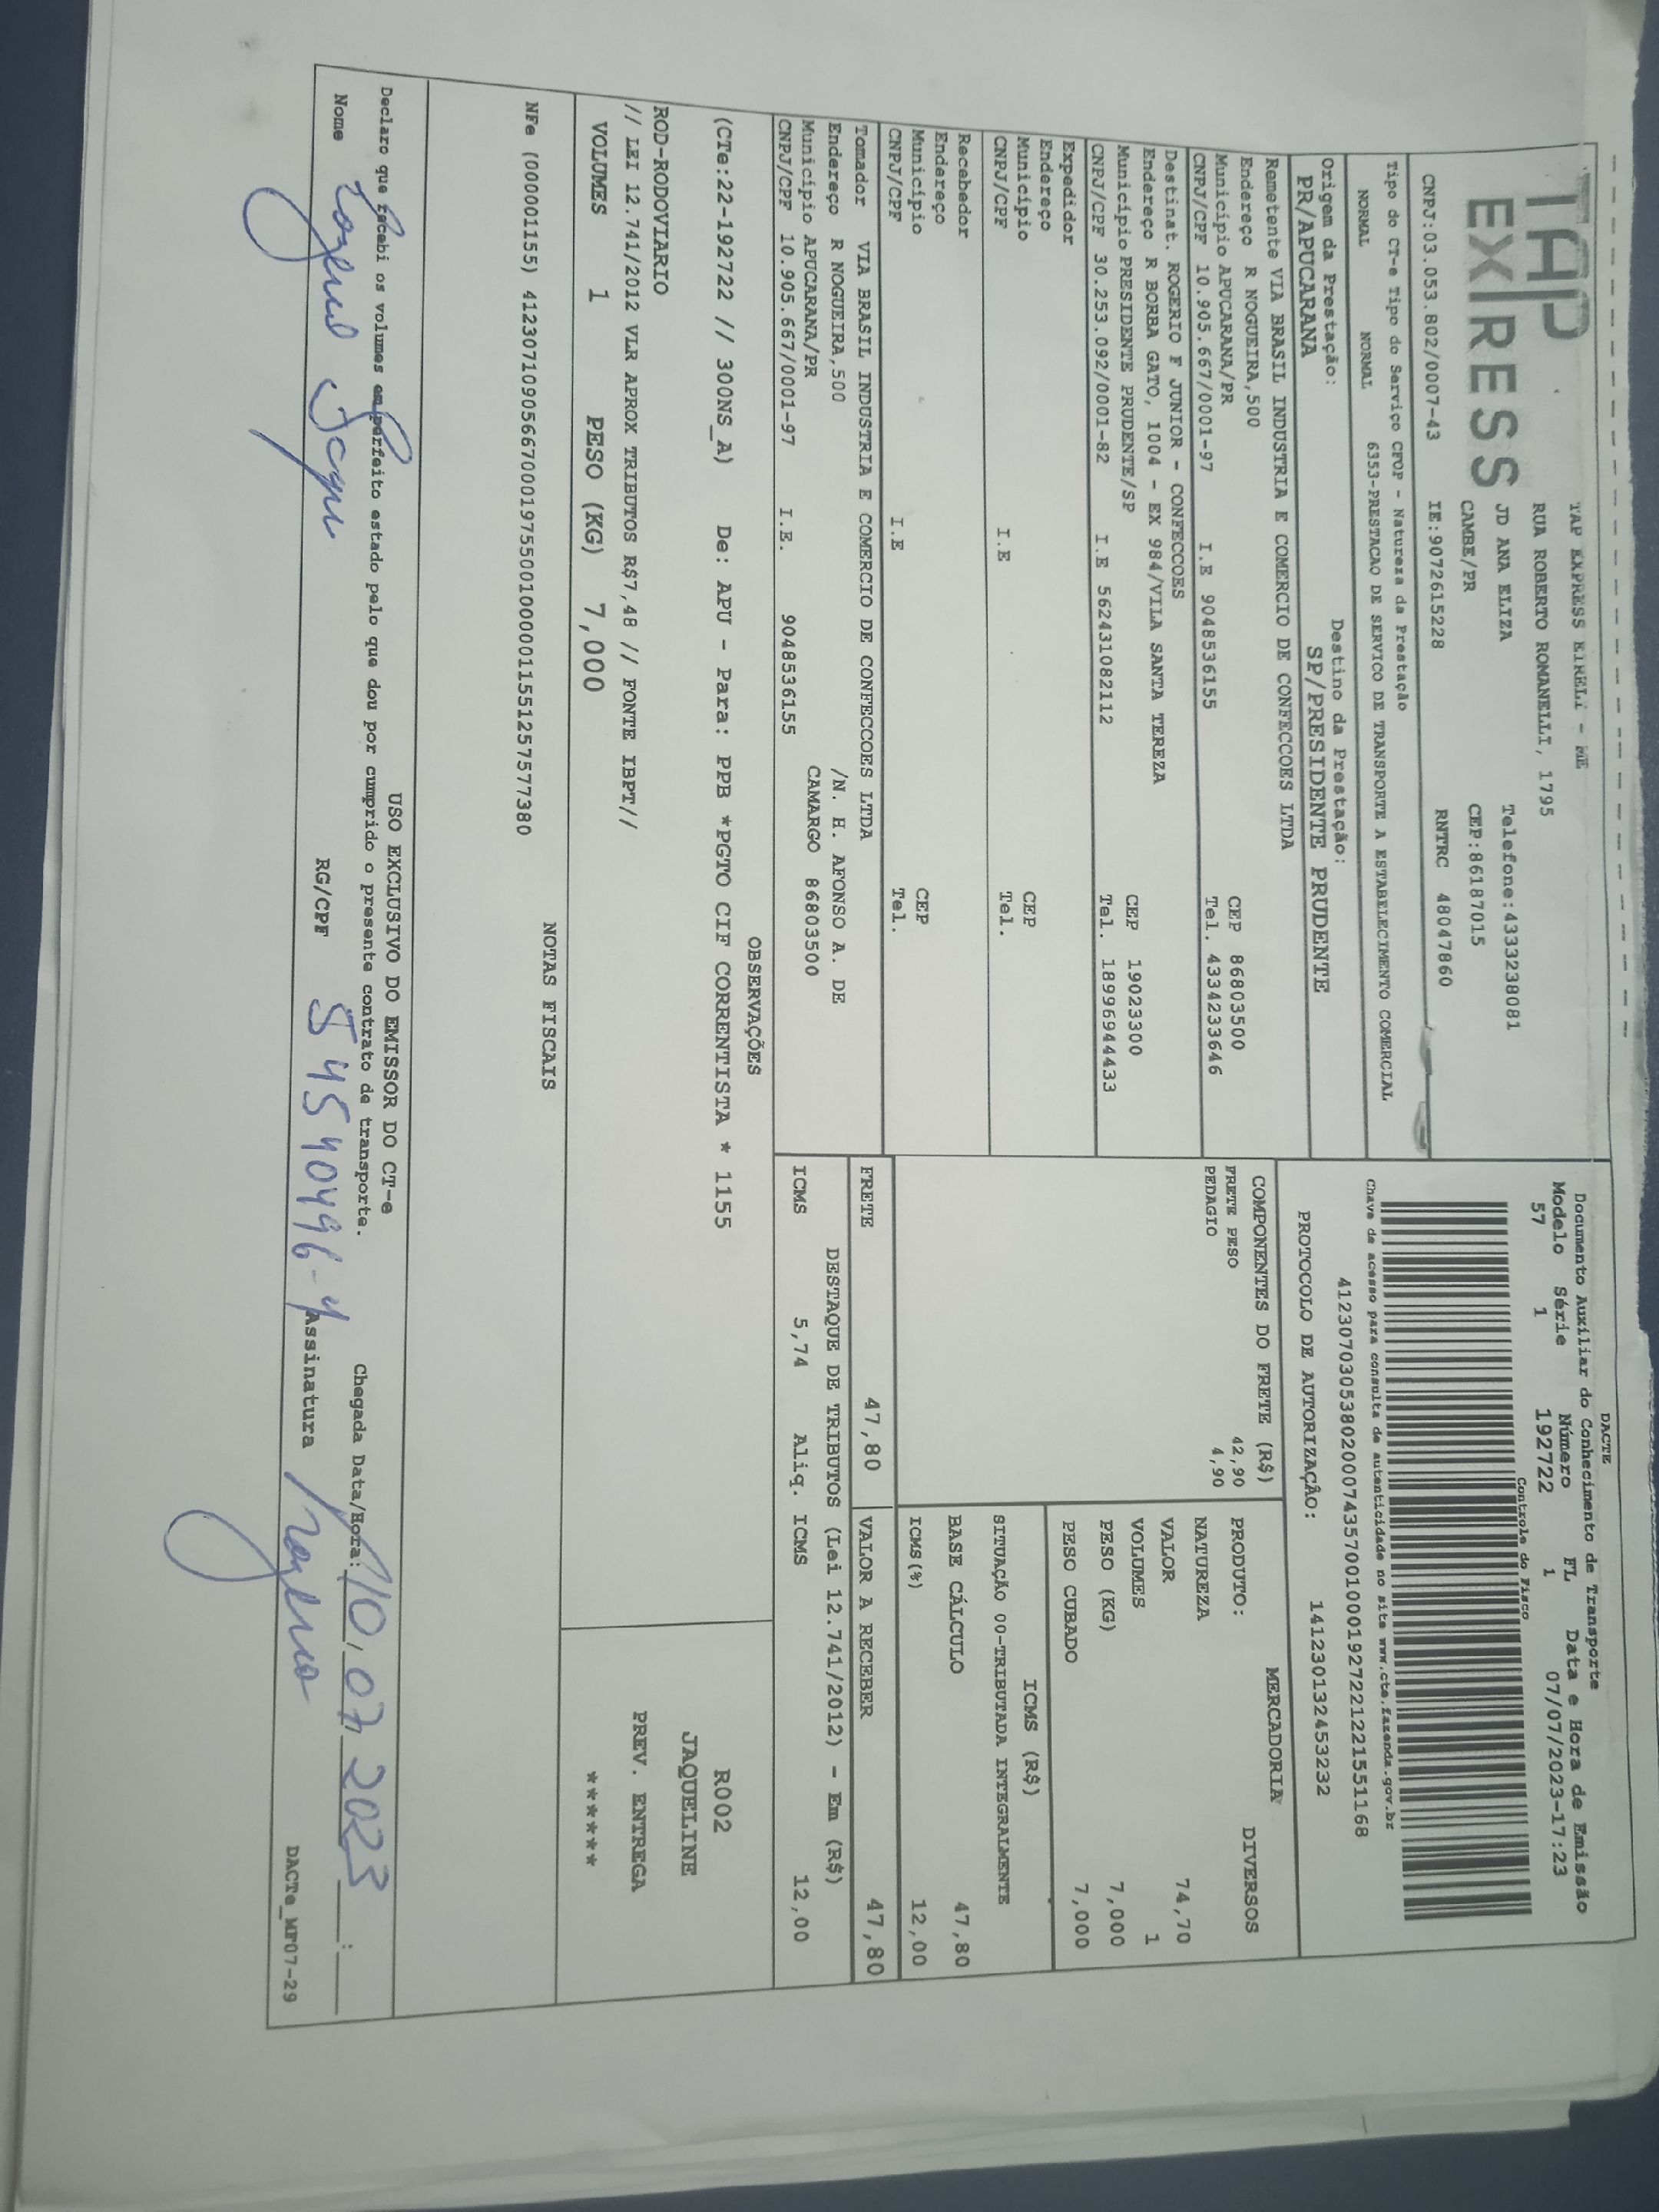 TAP
EXPRESS
TAP EXPRESS EIRELI - ME
RUA ROBERTO ROMANELLI, 1795
JD ANA ELIZA Telefone:4333238081
CAMBE/PR CEP:86187015
CNPJ:03.053.802/0007-43 IE:9072615228 RNTRC 48047860
Tipo do CT-e Tipo do Serviço CFOP - Natureza da Prestação
NORMAL NORMAL 6353-PRESTACAO DE SERVICO DE TRANSPORTE A ESTABELECIMENTO COMERCIAL
Origem da Prestação: Destino da Prestação:
PR/APUCARANA SP/PRESIDENTE PRUDENTE
DACTE
Documento Auxiliar do Conhecimento de Transporte
Modelo Série Número FL Data e Hora de Emissão
57 1 192722 1 07/07/2023-17:23
Controle do Fisco
Chave de acesso para consulta de autenticidade no site www.cte.fazenda.gov.br
41230703053802000743570010001927221221551168
PROTOCOLO DE AUTORIZAÇÃO: 141230132453232
Remetente VIA BRASIL INDUSTRIA E COMERCIO DE CONFECCOES LTDA
Endereço R NOGUEIRA,500 CEP 86803500
Município APUCARANA/PR Tel. 4334233646
CNPJ/CPF 10.905.667/0001-97 I.E 9048536155
Destinat. ROGERIO F JUNIOR - CONFECCOES
Endereço R BORBA GATO, 1004 - EX 984/VILA SANTA TEREZA CEP 19023300
Município PRESIDENTE PRUDENTE/SP Tel. 18996944433
CNPJ/CPF 30.253.092/0001-82 I.E 562431082112
Expedidor
Endereço CEP
Município Tel.
CNPJ/CPF I.E
Recebedor
Endereço
Município CEP
CNPJ/CPF I.E Tel.
Tomador VIA BRASIL INDUSTRIA E COMERCIO DE CONFECCOES LTDA
Endereço R NOGUEIRA,500 /N. H. AFONSO A. DE
Município APUCARANA/PR CAMARGO 86803500
CNPJ/CPF 10.905.667/0001-97 I.E. 9048536155
COMPONENTES DO FRETE (R$)
FRETE PESO 42,90
PEDAGIO 4,90
MERCADORIA
PRODUTO: DIVERSOS
NATUREZA
VALOR 74,70
VOLUMES 1
PESO (KG) 7,000
PESO CUBADO 7,000
ICMS (R$)
SITUAÇÃO 00-TRIBUTADA INTEGRALMENTE
BASE CÁLCULO 47,80
ICMS(%) 12,00
FRETE 47,80 VALOR A RECEBER 47,80
DESTAQUE DE TRIBUTOS (Lei 12.741/2012) - Em (R$)
ICMS 5,74 Aliq. ICMS 12,00
OBSERVAÇÕES
(CTe:22-192722 // 300NS_A) De: APU - Para: PPB *PGTO CIF CORRENTISTA * 1155
ROD-RODOVIARIO
// LEI 12.741/2012 VLR APROX TRIBUTOS R$7,48 // FONTE IBPT//
VOLUMES 1 PESO (KG) 7,000
R002
JAQUELINE
PREV. ENTREGA
******
NOTAS FISCAIS
NFe (000001155) 41230710905667000197550010000011551257577380
USO EXCLUSIVO DO EMISSOR DO CT-e
Declaro que recebi os volumes em perfeito estado pelo que dou por cumprido o presente contrato de transporte. Chegada Data/Hora: 10, 07, 2023 :
Nome RG/CPF Assinatura Rogerio
DACTe_MP07-29